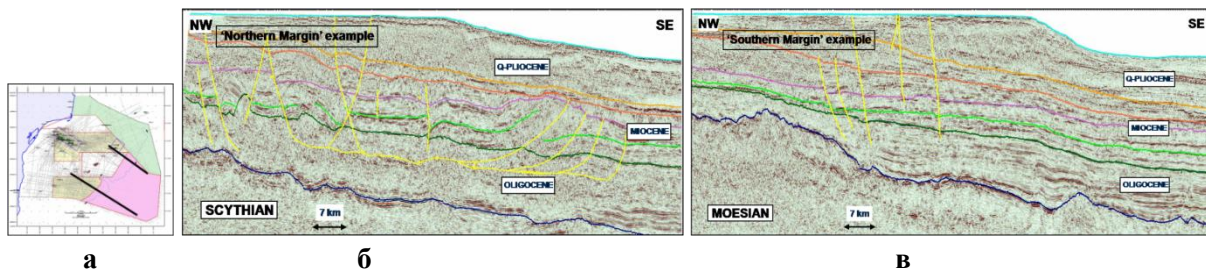 NW
'Northern Margin' example
SE
Q-PLIOCENE
MIOCENE
OLIGOCENE
SCYTHIAN
7 km
NW
'Southern Margin' example
SE
Q-PLIOCENE
MIOCENE
OLIGOCENE
MOESIAN
7 km
а
б
в